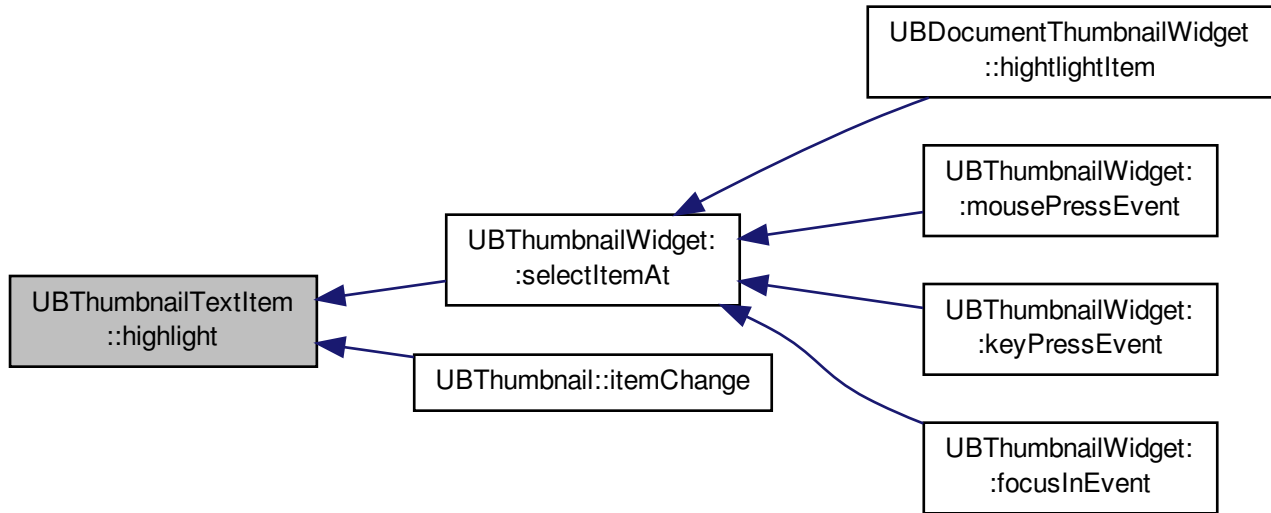 UBDocumentThumbnailWidget
::hightlightItem
UBThumbnailWidget:
:mousePressEvent
UBThumbnailWidget:
:selectItemAt
UBThumbnailTextItem
::highlight
UBThumbnailWidget:
:keyPressEvent
UBThumbnail::itemChange
UBThumbnailWidget:
:focusInEvent